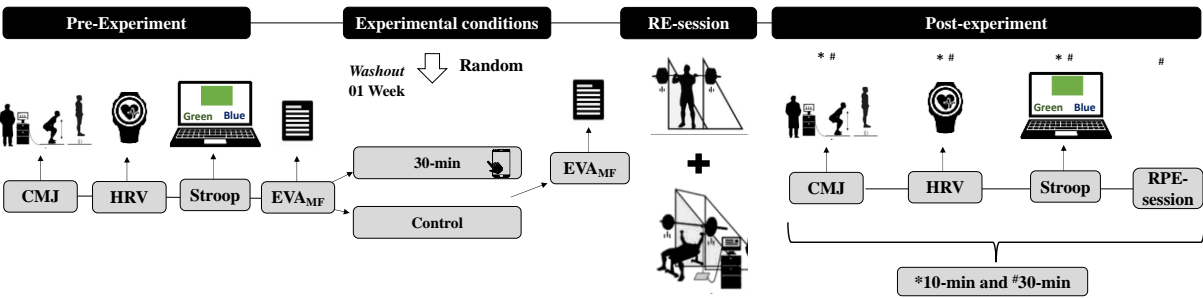 Pre-Experiment
Experimental conditions
RE-session
Post-experiment
Washout
01 Week
Random
* #
* #
* #
#
Green Blue
Green Blue
30-min
Control
CMJ
HRV
Stroop
EVAMF
EVAMF
CMJ
HRV
Stroop
RPE-
session
*10-min and #30-min